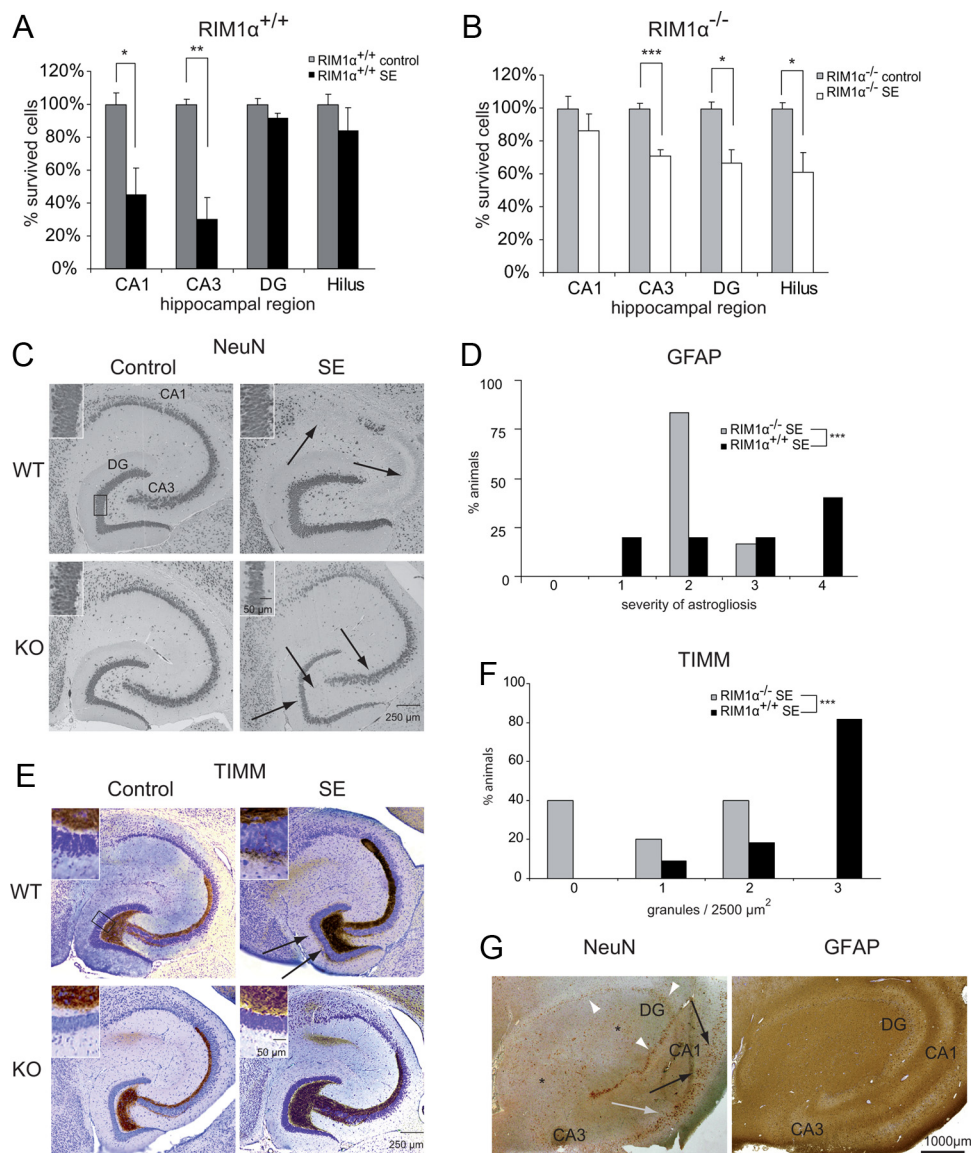 A
RIM1α+/+
* **
RIM1α+/+ control
RIM1α+/+ SE
% survived cells
120%
100%
80%
60%
40%
20%
0%
CA1 CA3 DG Hilus
hippocampal region
B
RIM1α-/-
*** * *
RIM1α-/- control
RIM1α-/- SE
% survived cells
120%
100%
80%
60%
40%
20%
0%
CA1 CA3 DG Hilus
hippocampal region
C
NeuN
Control SE
WT
CA1
DG
CA3
KO
50 µm
250 µm
D
GFAP
RIM1α-/- SE
RIM1α+/+ SE
***
% animals
100
75
50
25
0
0 1 2 3 4
severity of astrogliosis
E
TIMM
Control SE
WT
KO
50 µm
250 µm
F
TIMM
RIM1α-/- SE
RIM1α+/+ SE
***
% animals
100
80
60
40
20
0
0 1 2 3
granules / 2500 µm2
G
NeuN GFAP
DG
*
CA1
*
CA3
DG
CA1
CA3
1000µm